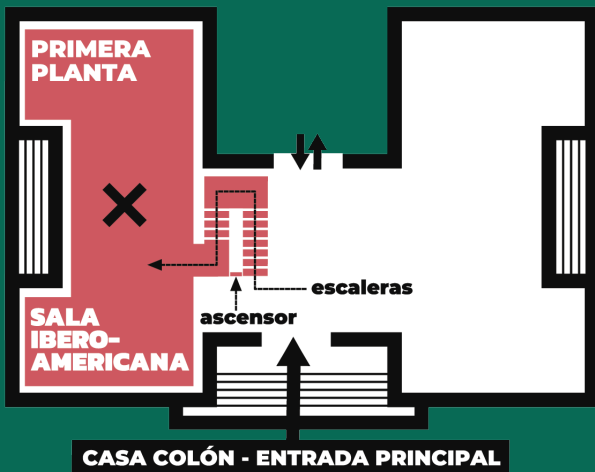 PRIMERA
PLANTA
escaleras
ascensor
SALA
IBERO-
AMERICANA
CASA COLÓN - ENTRADA PRINCIPAL